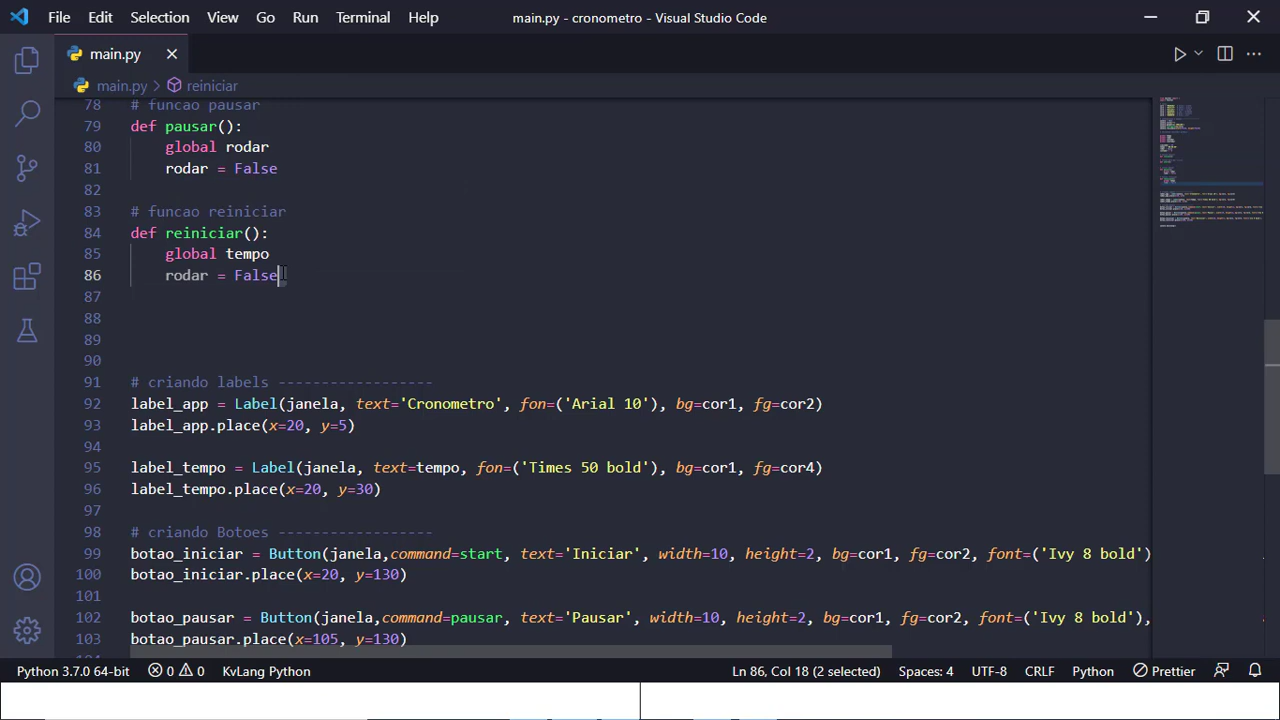 File Edit Selection View Go Run Terminal Help main.py - cronometro - Visual Studio Code
main.py
main.py > reiniciar
78 # funcao pausar
79 def pausar():
80 global rodar
81 rodar = False
82
83 # funcao reiniciar
84 def reiniciar():
85 global tempo
86 rodar = False
87
88
89
90
91 # criando labels ------------------
92 label_app = Label(janela, text='Cronometro', fon=('Arial 10'), bg=cor1, fg=cor2)
93 label_app.place(x=20, y=5)
94
95 label_tempo = Label(janela, text=tempo, fon=('Times 50 bold'), bg=cor1, fg=cor4)
96 label_tempo.place(x=20, y=30)
97
98 # criando Botoes ------------------
99 botao_iniciar = Button(janela,command=start, text='Iniciar', width=10, height=2, bg=cor1, fg=cor2, font=('Ivy 8 bold')
100 botao_iniciar.place(x=20, y=130)
101
102 botao_pausar = Button(janela,command=pausar, text='Pausar', width=10, height=2, bg=cor1, fg=cor2, font=('Ivy 8 bold'),
103 botao_pausar.place(x=105, y=130)
Python 3.7.0 64-bit 0 0 KvLang Python Ln 86, Col 18 (2 selected) Spaces: 4 UTF-8 CRLF Python Prettier